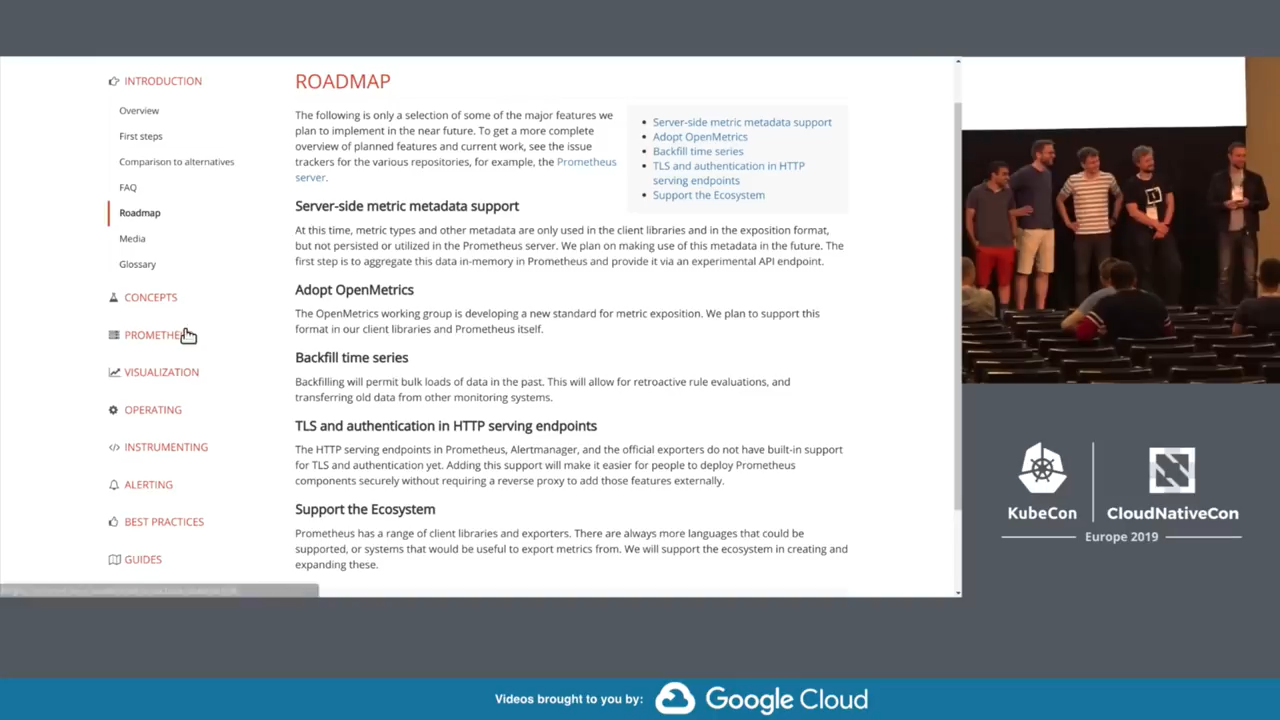 INTRODUCTION
Overview
First steps
Comparison to alternatives
FAQ
Roadmap
Media
Glossary
CONCEPTS
PROMETHE
VISUALIZATION
OPERATING
INSTRUMENTING
ALERTING
BEST PRACTICES
GUIDES
ROADMAP
The following is only a selection of some of the major features we
plan to implement in the near future. To get a more complete
overview of planned features and current work, see the issue
trackers for the various repositories, for example, the Prometheus
server.
Server-side metric metadata support
Adopt OpenMetrics
Backfill time series
TLS and authentication in HTTP
serving endpoints
Support the Ecosystem
Server-side metric metadata support
At this time, metric types and other metadata are only used in the client libraries and in the exposition format,
but not persisted or utilized in the Prometheus server. We plan on making use of this metadata in the future. The
first step is to aggregate this data in-memory in Prometheus and provide it via an experimental API endpoint.
Adopt OpenMetrics
The OpenMetrics working group is developing a new standard for metric exposition. We plan to support this
format in our client libraries and Prometheus itself.
Backfill time series
Backfilling will permit bulk loads of data in the past. This will allow for retroactive rule evaluations, and
transferring old data from other monitoring systems.
TLS and authentication in HTTP serving endpoints
The HTTP serving endpoints in Prometheus, Alertmanager, and the official exporters do not have built-in support
for TLS and authentication yet. Adding this support will make it easier for people to deploy Prometheus
components securely without requiring a reverse proxy to add those features externally.
Support the Ecosystem
Prometheus has a range of client libraries and exporters. There are always more languages that could be
supported, or systems that would be useful to export metrics from. We will support the ecosystem in creating and
expanding these.
KubeCon
CloudNativeCon
Europe 2019
Videos brought to you by:
Google Cloud